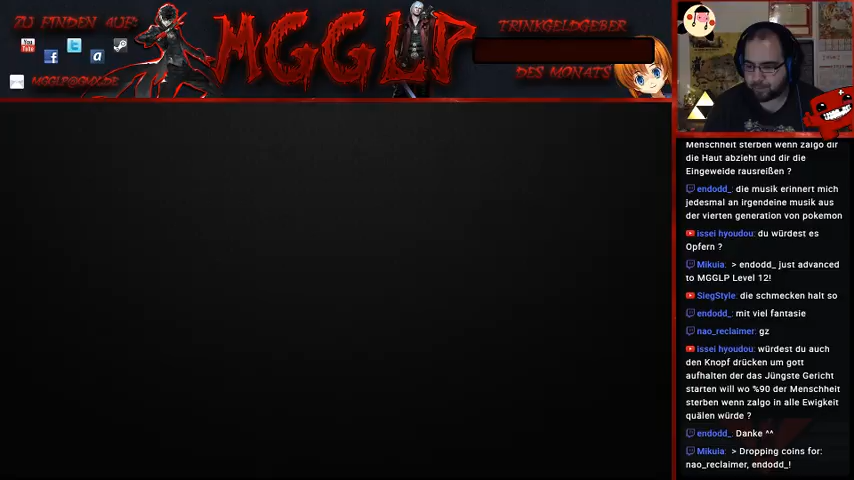 ZU FINDEN AUF:
MGGLP@GMX.DE
MGGLP
TRINKGELDGEBER
DES MONATS
Menschheit sterben wenn zalgo dir
die Haut abzieht und dir die
Eingeweide rausreißen ?
endodd_: die musik erinnert mich
jedesmal an irgendeine musik aus
der vierten generation von pokemon
issei hyoudou: du würdest es
Opfern ?
Mikuia: > endodd_ just advanced
to MGGLP Level 12!
SiegStyle: die schmecken halt so
endodd_: mit viel fantasie
nao_reclaimer: gz
issei hyoudou: würdest du auch
den Knopf drücken um gott
aufhalten der das Jüngste Gericht
starten will wo %90 der Menschheit
sterben wenn zalgo in alle Ewigkeit
quälen würde ?
endodd_: Danke ^^
Mikuia: > Dropping coins for:
nao_reclaimer, endodd_!